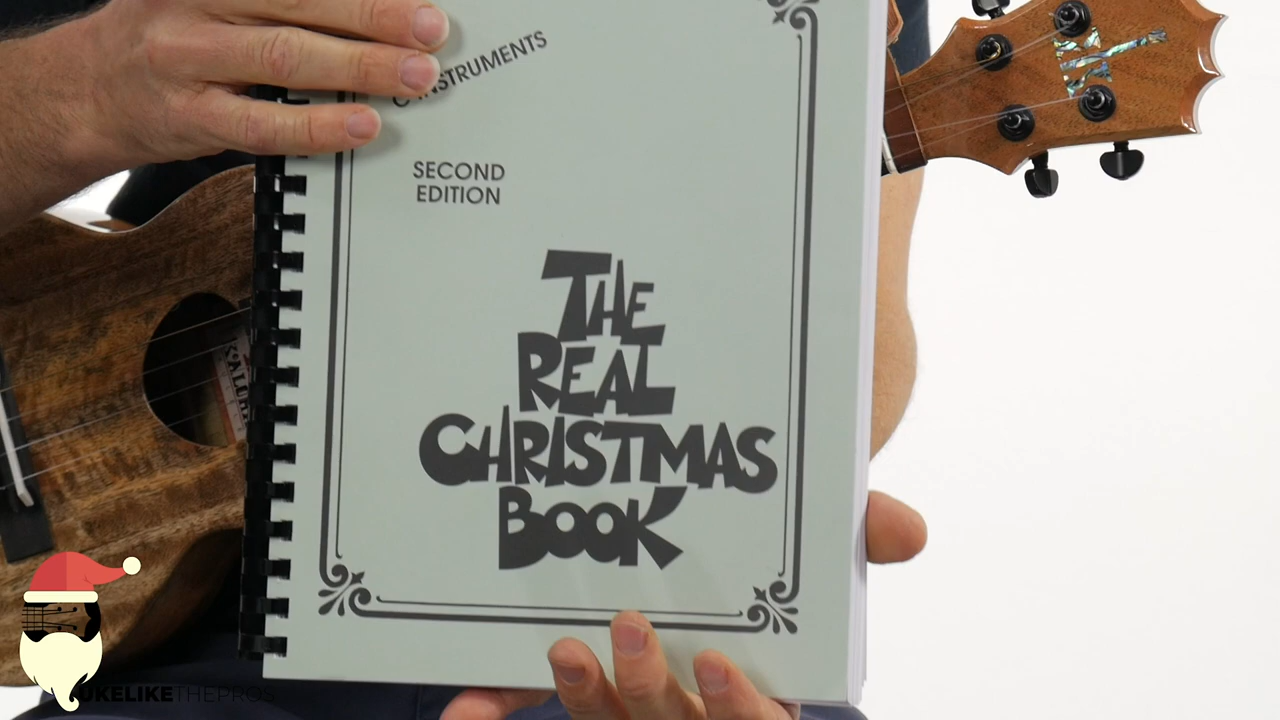 C INSTRUMENTS
SECOND
EDITION
THE
REAL
CHRISTMAS
BOOK
UKELIKETHEPROS